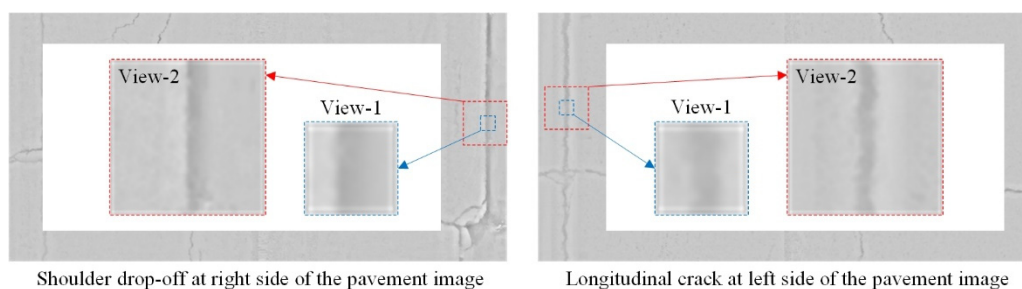 View-2
View-1
Shoulder drop-off at right side of the pavement image
View-1
View-2
Longitudinal crack at left side of the pavement image